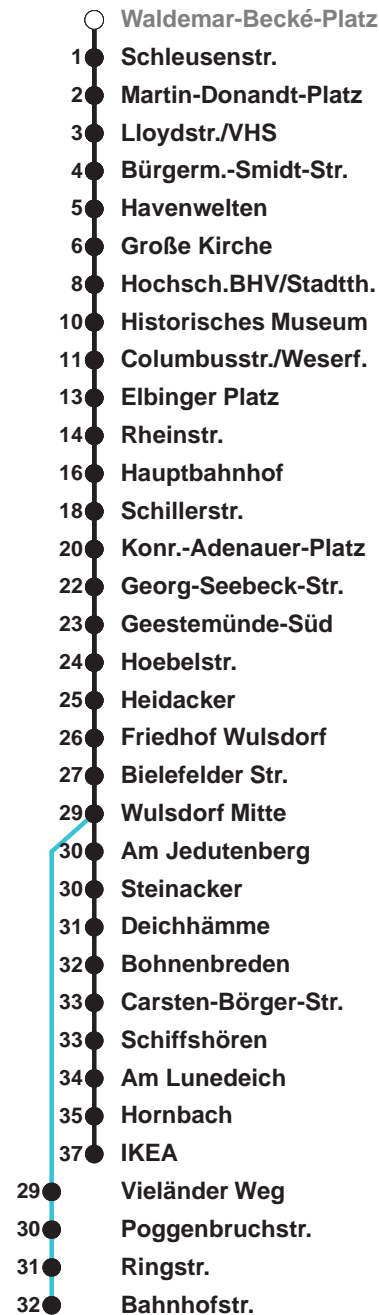 Waldemar-Becké-Platz
1 Schleusenstr.
2 Martin-Donandt-Platz
3 Lloydstr./VHS
4 Bürgerm.-Smidt-Str.
5 Havenwelten
6 Große Kirche
8 Hochsch.BHV/Stadtth.
10 Historisches Museum
11 Columbusstr./Weserf.
13 Elbinger Platz
14 Rheinstr.
16 Hauptbahnhof
18 Schillerstr.
20 Konr.-Adenauer-Platz
22 Georg-Seebeck-Str.
23 Geestemünde-Süd
24 Hoebelstr.
25 Heidacker
26 Friedhof Wulsdorf
27 Bielefelder Str.
29 Wulsdorf Mitte
30 Am Jedutenberg
30 Steinacker
31 Deichhämme
32 Bohnenbreden
33 Carsten-Börger-Str.
33 Schiffshören
34 Am Lunedeich
35 Hornbach
37 IKEA
29 Vieländer Weg
30 Poggenbruchstr.
31 Ringstr.
32 Bahnhofstr.